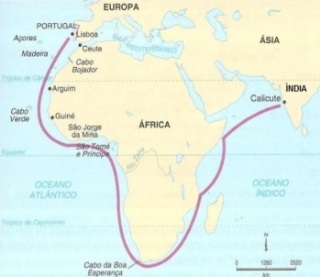 EUROPA
PORTUGAL
Açores
Lisboa
ÁSIA
MAR MEDITERRÂNEO
Madeira
Ceuta
Cabo
Bojador
Trópico de Câncer
ÍNDIA
Calicute
Arguim
Cabo
Verde
Guiné
São Jorge
da Mina
ÁFRICA
São Tomé
e Príncipe
Equador
OCEANO
ATLÂNTICO
OCEANO
ÍNDICO
Trópico de Capricórnio
N
Cabo da Boa
Esperança
0
1260
2520